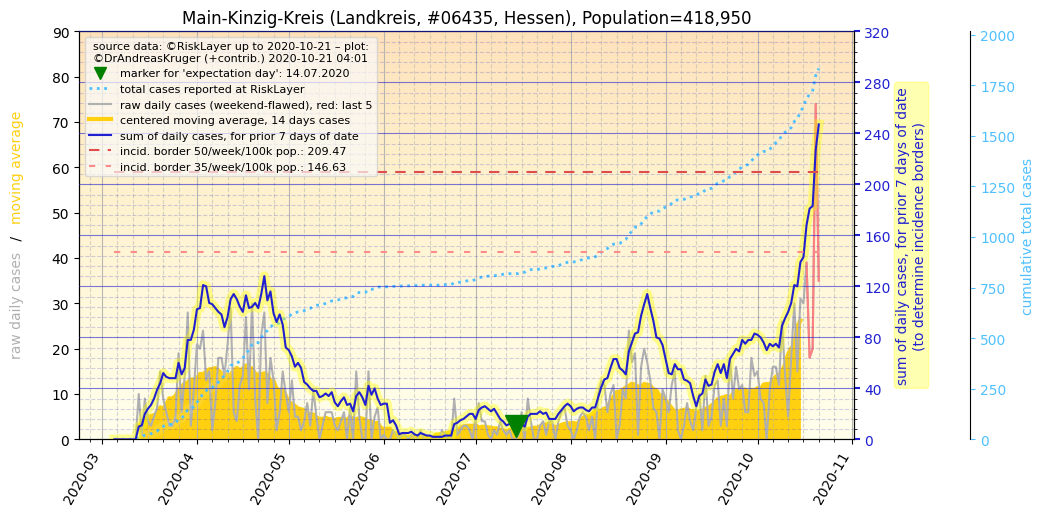 Main-Kinzig-Kreis (Landkreis, #06435, Hessen), Population=418,950
source data: ©RiskLayer up to 2020-10-21 – plot:
©DrAndreasKruger (+contrib.) 2020-10-21 04:01
marker for 'expectation day': 14.07.2020
total cases reported at RiskLayer
raw daily cases (weekend-flawed), red: last 5
centered moving average, 14 days cases
sum of daily cases, for prior 7 days of date
incid. border 50/week/100k pop.: 209.47
incid. border 35/week/100k pop.: 146.63
raw daily cases / moving average
90
80
70
60
50
40
30
20
10
0
2020-03
2020-04
2020-05
2020-06
2020-07
2020-08
2020-09
2020-10
2020-11
320
280
240
200
160
120
80
40
0
sum of daily cases, for prior 7 days of date
(to determine incidence borders)
2000
1750
1500
1250
1000
750
500
250
0
cumulative total cases